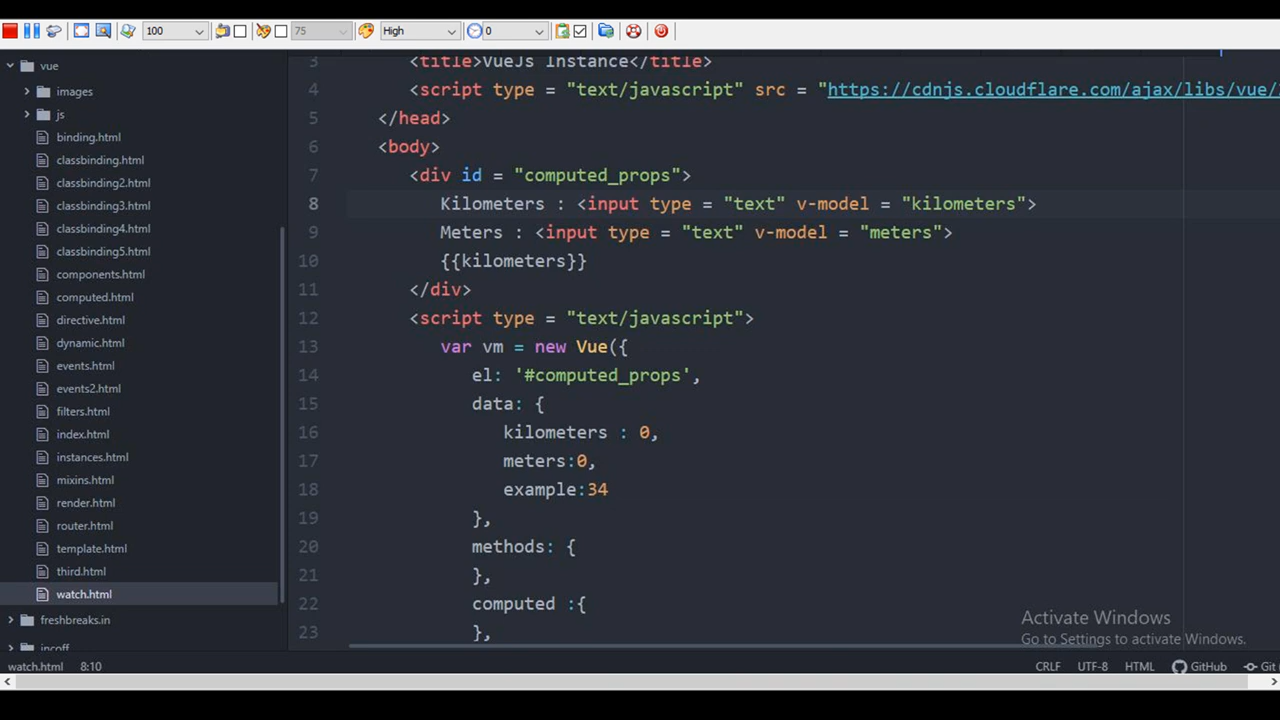 100
75
High
0
vue
images
js
binding.html
classbinding.html
classbinding2.html
classbinding3.html
classbinding4.html
classbinding5.html
components.html
computed.html
directive.html
dynamic.html
events.html
events2.html
filters.html
index.html
instances.html
mixins.html
render.html
router.html
template.html
third.html
watch.html
freshbreaks.in
incoff
3 <title>VueJs Instance</title>
4 <script type = "text/javascript" src = "https://cdnjs.cloudflare.com/ajax/libs/vue/
5 </head>
6 <body>
7 <div id = "computed_props">
8 Kilometers : <input type = "text" v-model = "kilometers">
9 Meters : <input type = "text" v-model = "meters">
10 {{kilometers}}
11 </div>
12 <script type = "text/javascript">
13 var vm = new Vue({
14 el: '#computed_props',
15 data: {
16 kilometers : 0,
17 meters:0,
18 example:34
19 },
20 methods: {
21 },
22 computed :{
23 },
Activate Windows
Go to Settings to activate Windows.
watch.html 8:10 CRLF UTF-8 HTML GitHub Git